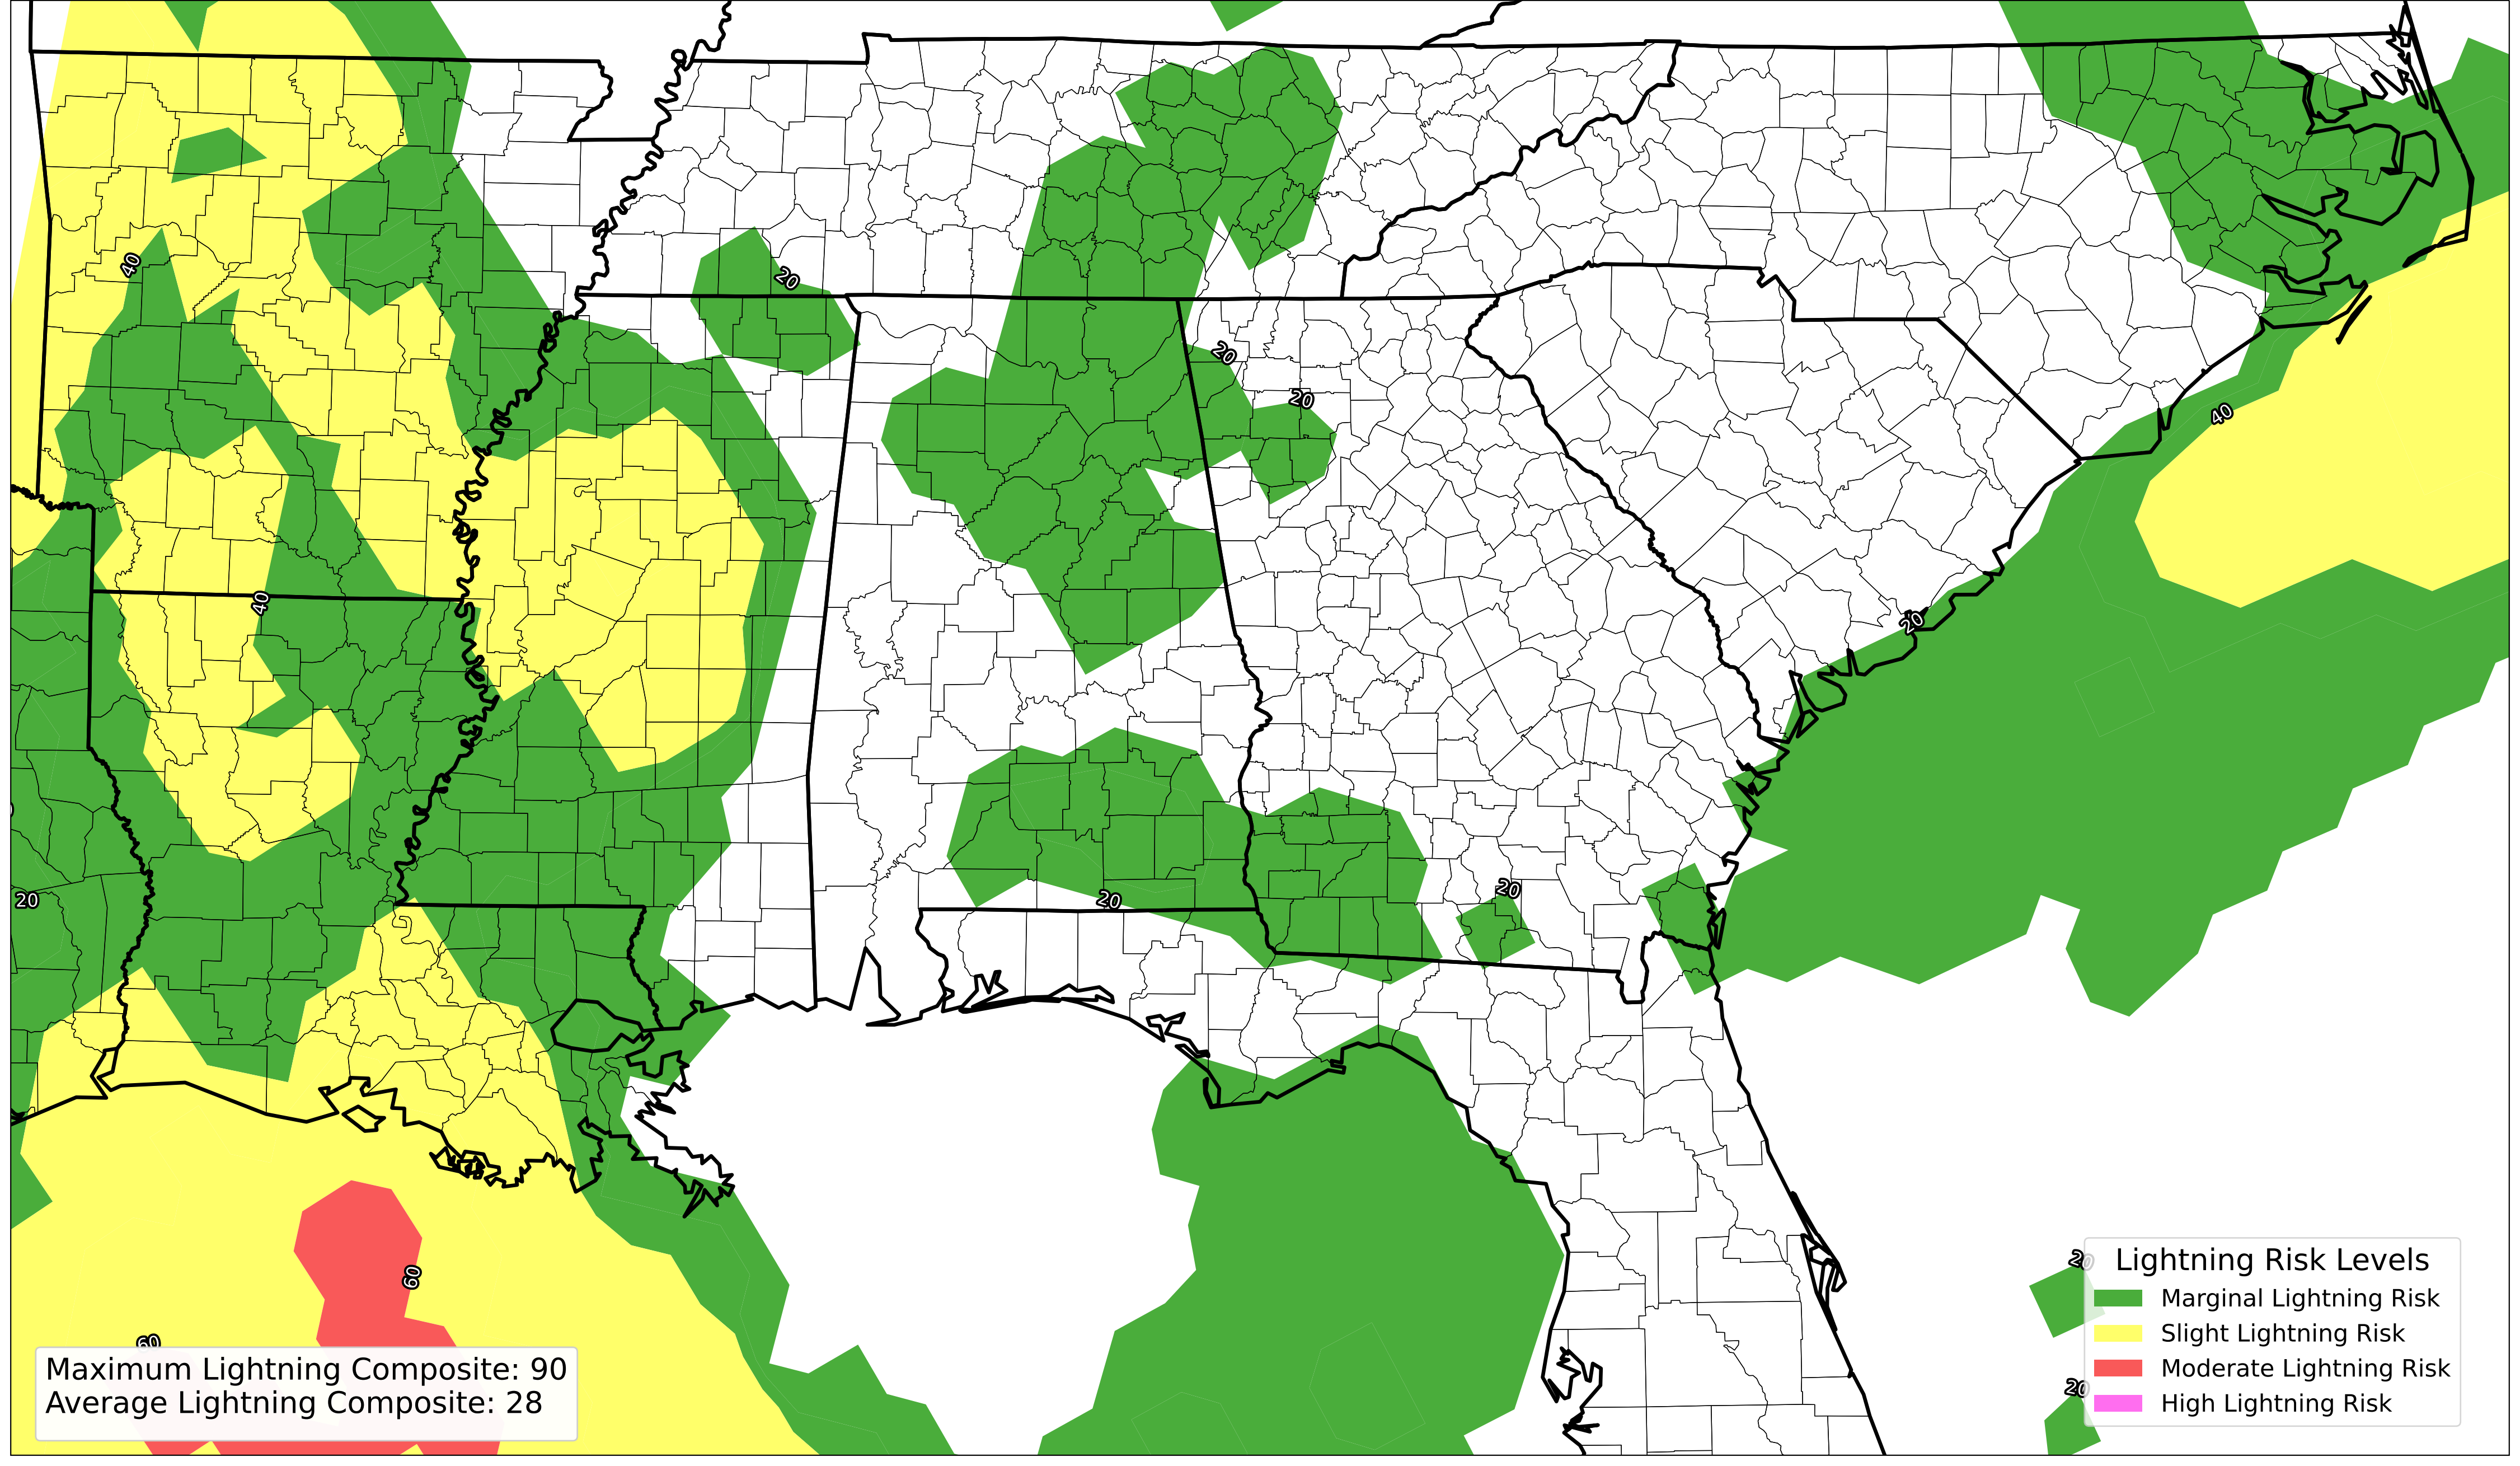 40
20
20
20
40
40
20
20
20
20
20
Lightning Risk Levels
60
Marginal Lightning Risk
Slight Lightning Risk
60
Maximum Lightning Composite: 90
Moderate Lightning Risk
20
Average Lightning Composite: 28
High Lightning Risk